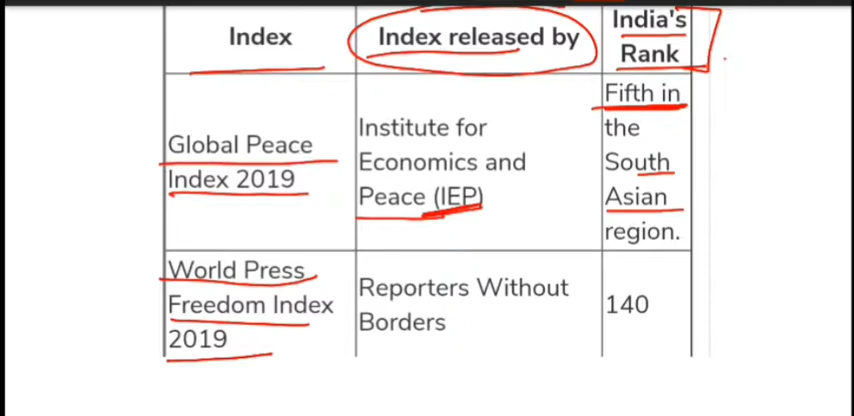 Index
Index released by
India's
Rank
Global Peace
Index 2019
Institute for
Economics and
Peace (IEP)
Fifth in
the
South
Asian
region.
World Press
Freedom Index
2019
Reporters Without
Borders
140